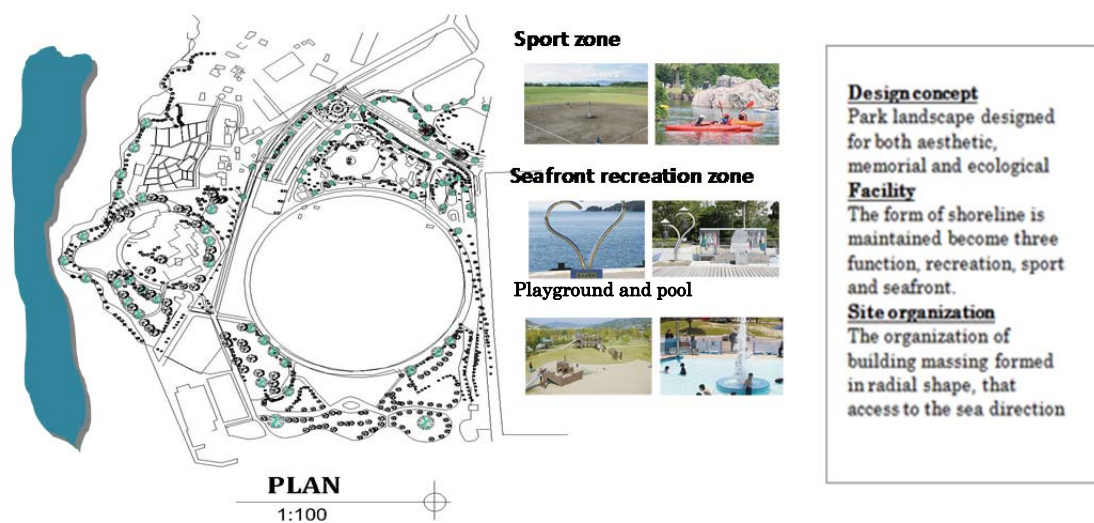 Sport zone
Seafront recreation zone
Playground and pool
PLAN
1:100
Design concept
Park landscape designed
for both aesthetic,
memorial and ecological
Facility
The form of shoreline is
maintained become three
function, recreation, sport
and seafront.
Site organization
The organization of
building massing formed
in radial shape, that
access to the sea direction